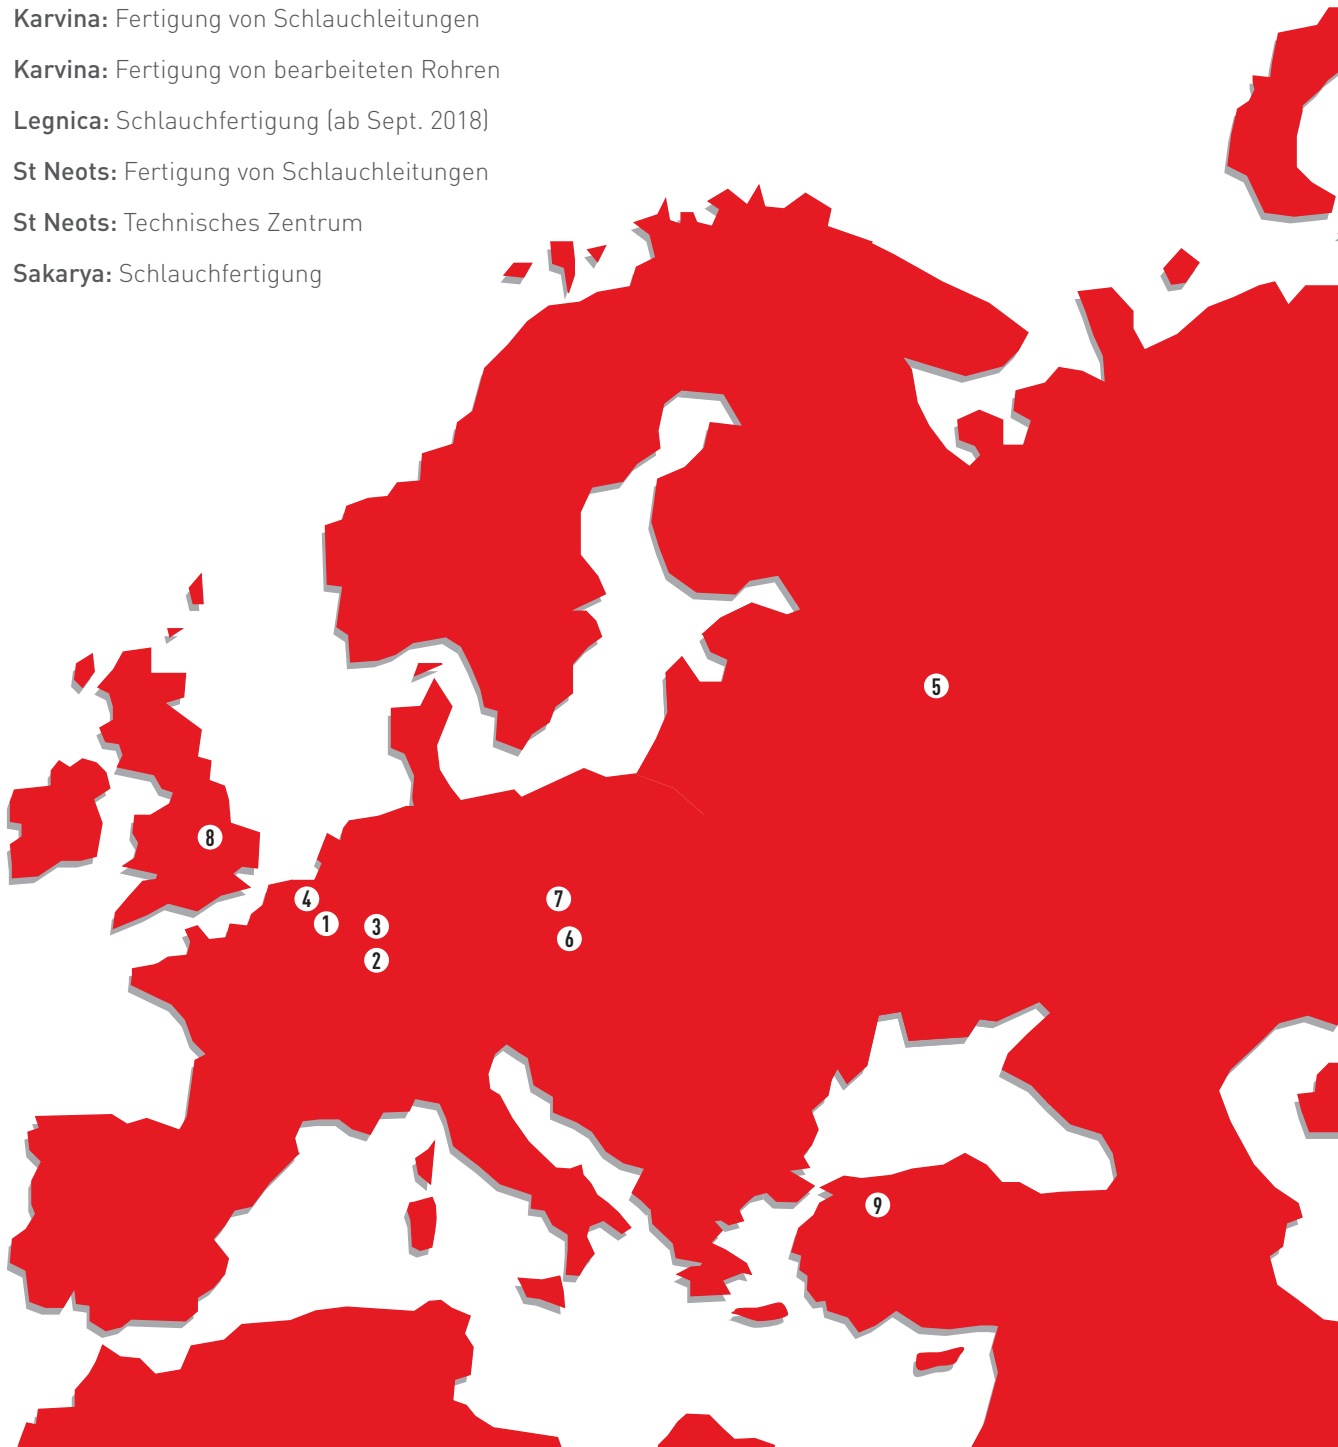 Karvina: Fertigung von Schlauchleitungen
Karvina: Fertigung von bearbeiteten Rohren
Legnica: Schlauchfertigung (ab Sept. 2018)
St Neots: Fertigung von Schlauchleitungen
St Neots: Technisches Zentrum
Sakarya: Schlauchfertigung
5
8
4
7
1
3
6
2
9